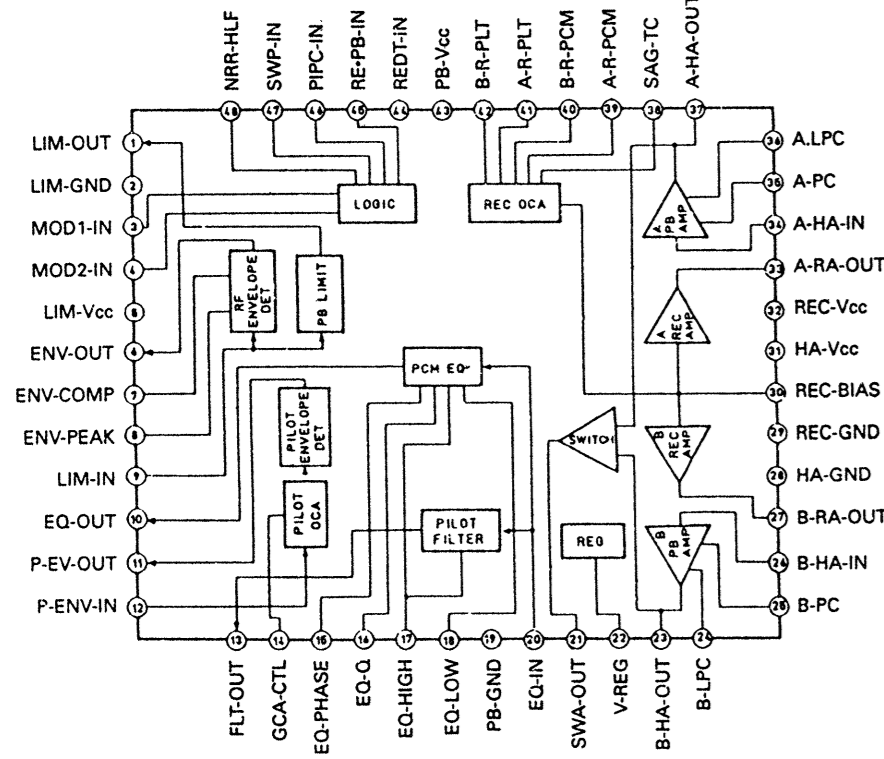 NRR-HLF
SWP-IN
PIPC-IN.
RE•PB-IN
REDT-iN
PB-Vcc
B-R-PLT
A-R-PLT
B-R-PCM
A-R-PCM
SAG-TC
A-HA-OUT
48
47
46
45
44
43
42
41
40
39
38
37
LIM-OUT
1
LIM-GND
2
MOD1-IN
3
MOD2-IN
4
LIM-Vcc
5
ENV-OUT
6
ENV-COMP
7
ENV-PEAK
8
LIM-IN
9
EQ-OUT
10
P-EV-OUT
11
P-ENV-IN
12
LOGIC
REC OCA
RF
ENVELOPE
DET
PB LIMIT
PCM EQ
PILOT
ENVELOPE
DET
PILOT
OCA
PILOT
FILTER
SWITCH
REG
A
PB
AMP
A
REC
AMP
B
REC
AMP
B
PB
AMP
36
A.LPC
35
A-PC
34
A-HA-IN
33
A-RA-OUT
32
REC-Vcc
31
HA-Vcc
30
REC-BIAS
29
REC-GND
28
HA-GND
27
B-RA-OUT
26
B-HA-IN
25
B-PC
13
14
15
16
17
18
19
20
21
22
23
24
FLT-OUT
GCA-CTL
EQ-PHASE
EQ-Q
EQ-HIGH
EQ-LOW
PB-GND
EQ-IN
SWA-OUT
V-REG
B-HA-OUT
B-LPC